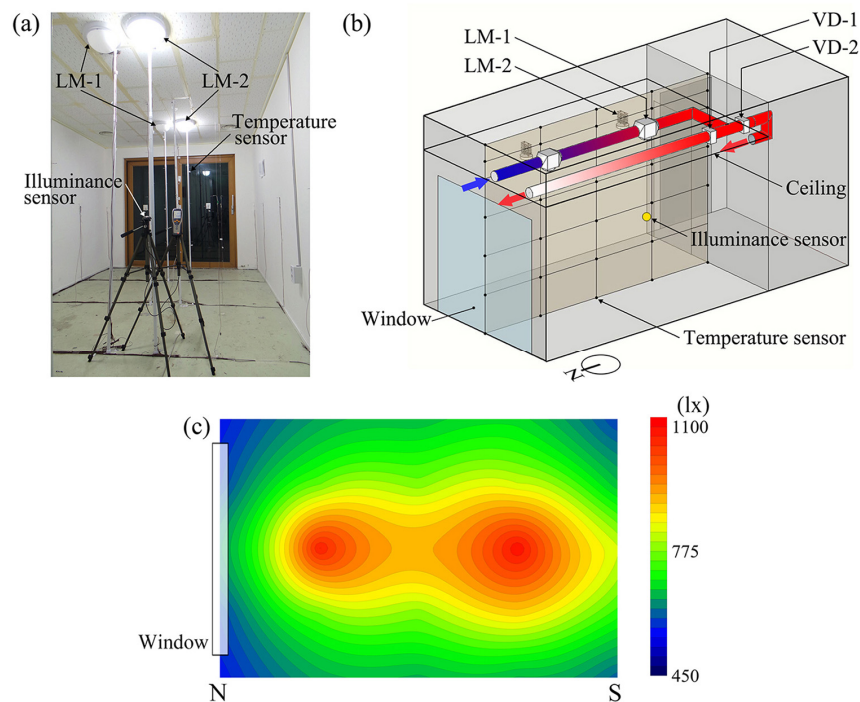 (a)
LM-1
LM-2
Temperature
sensor
Illuminance
sensor
(b)
LM-1
LM-2
VD-1
VD-2
Ceiling
Illuminance sensor
Window
Temperature sensor
N
(c)
(lx)
1100
775
450
Window
N
S